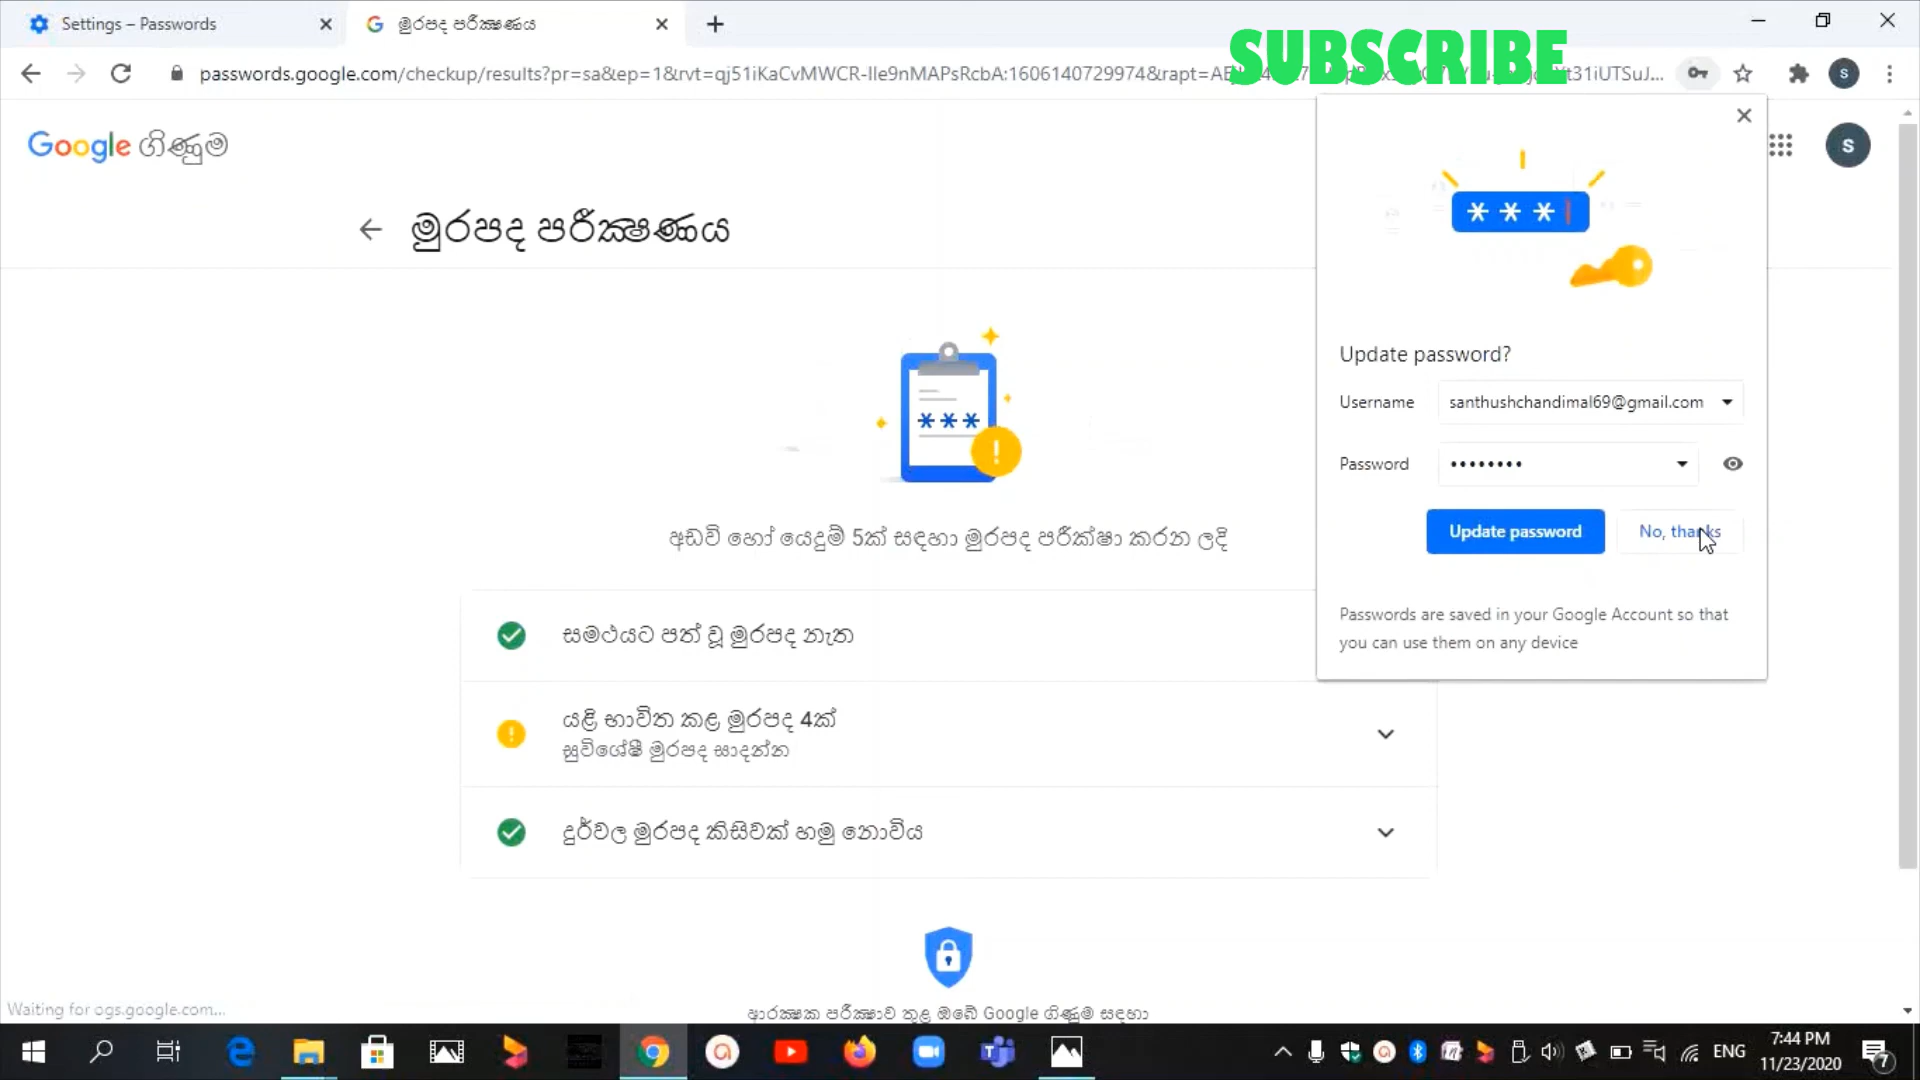 Settings – Passwords
මුරපද පරීක්‍ෂණය
SUBSCRIBE
passwords.google.com/checkup/results?pr=sa&ep=1&rvt=qj51iKaCvMWCR-Ile9nMAPsRcbA:1606140729974&rapt=
S
Google ගිණුම
S
මුරපද පරීක්‍ෂණය
***
***
අඩවි හෝ යෙදුම් 5ක් සඳහා මුරපද පරීක්ෂා කරන ලදි
සමථයට පත් වූ මුරපද නැත
යළි භාවිත කළ මුරපද 4ක්
සුවිශේෂී මුරපද සාදන්න
දුර්වල මුරපද කිසිවක් හමු නොවිය
Update password?
Username santhushchandimal69@gmail.com
Password ••••••••
Update password No, thanks
Passwords are saved in your Google Account so that
you can use them on any device
ආරක්‍ෂක පරීක්‍ෂාව තුළ ඔබේ Google ගිණුම සඳහා
Waiting for ogs.google.com...
ENG
7:44 PM
11/23/2020
7